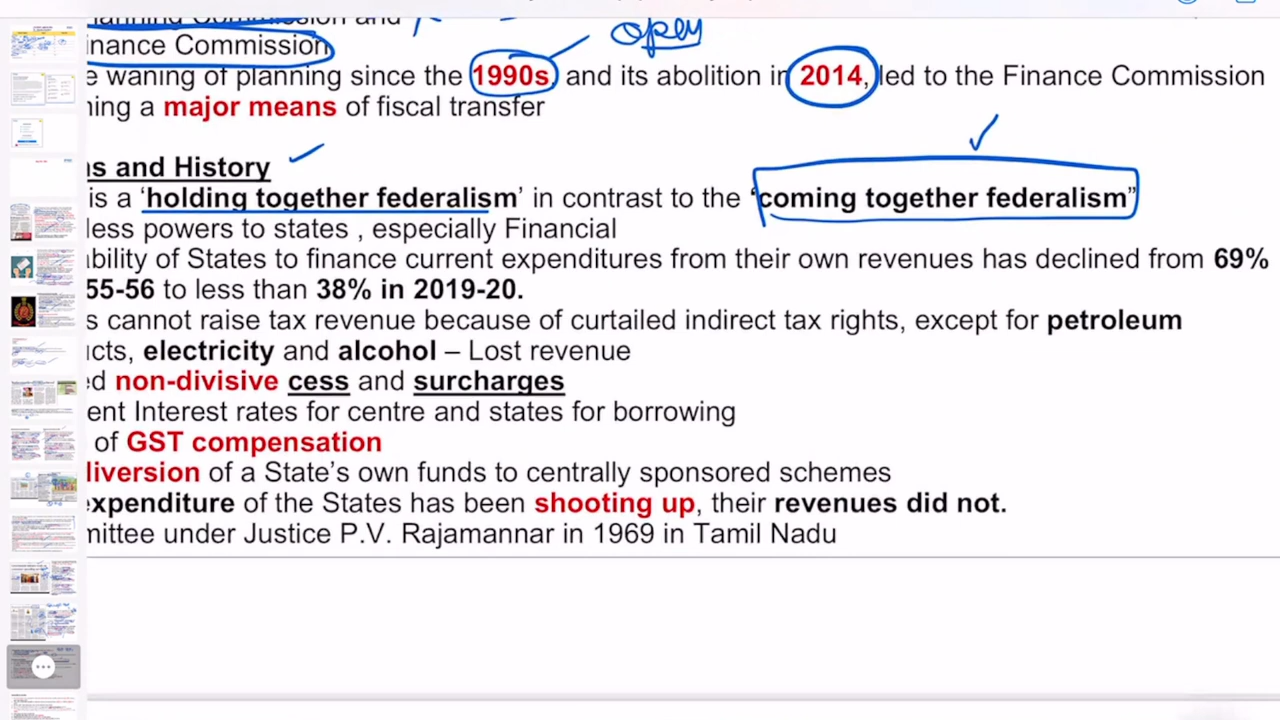 anning Commission and
inance Commission
open
e waning of planning since the 1990s, and its abolition in 2014, led to the Finance Commission
ning a major means of fiscal transfer
ns and History
is a ‘holding together federalism’ in contrast to the “coming together federalism”
less powers to states , especially Financial
ability of States to finance current expenditures from their own revenues has declined from 69%
55-56 to less than 38% in 2019-20.
s cannot raise tax revenue because of curtailed indirect tax rights, except for petroleum
ucts, electricity and alcohol – Lost revenue
ed non-divisive cess and surcharges
ent Interest rates for centre and states for borrowing
of GST compensation
diversion of a State’s own funds to centrally sponsored schemes
expenditure of the States has been shooting up, their revenues did not.
mittee under Justice P.V. Rajamannar in 1969 in Tamil Nadu